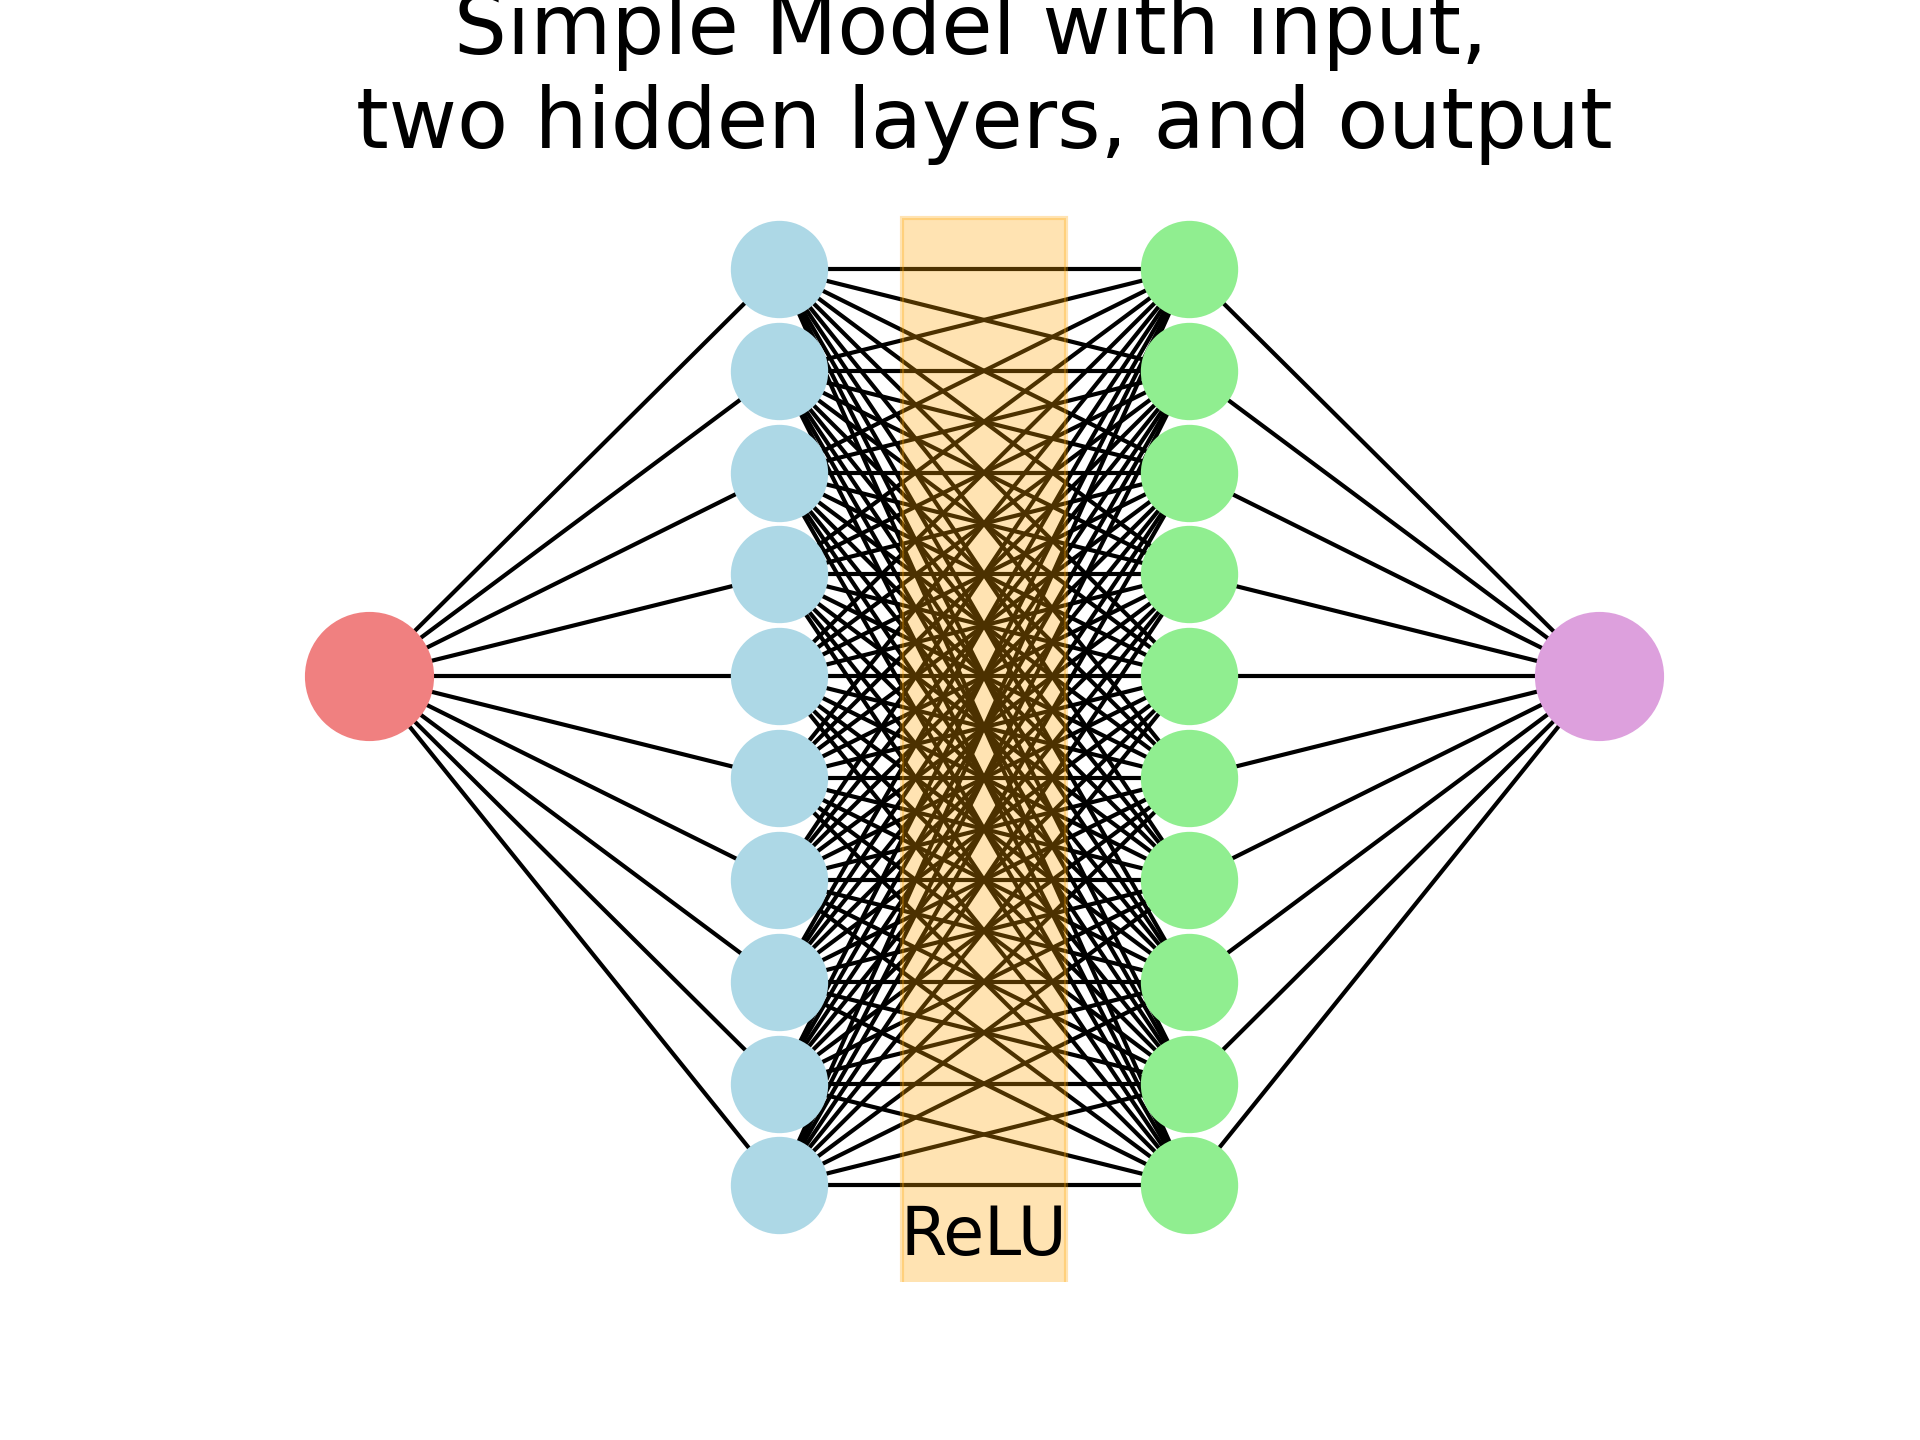 Simple Model with input,
two hidden layers, and output
ReLU